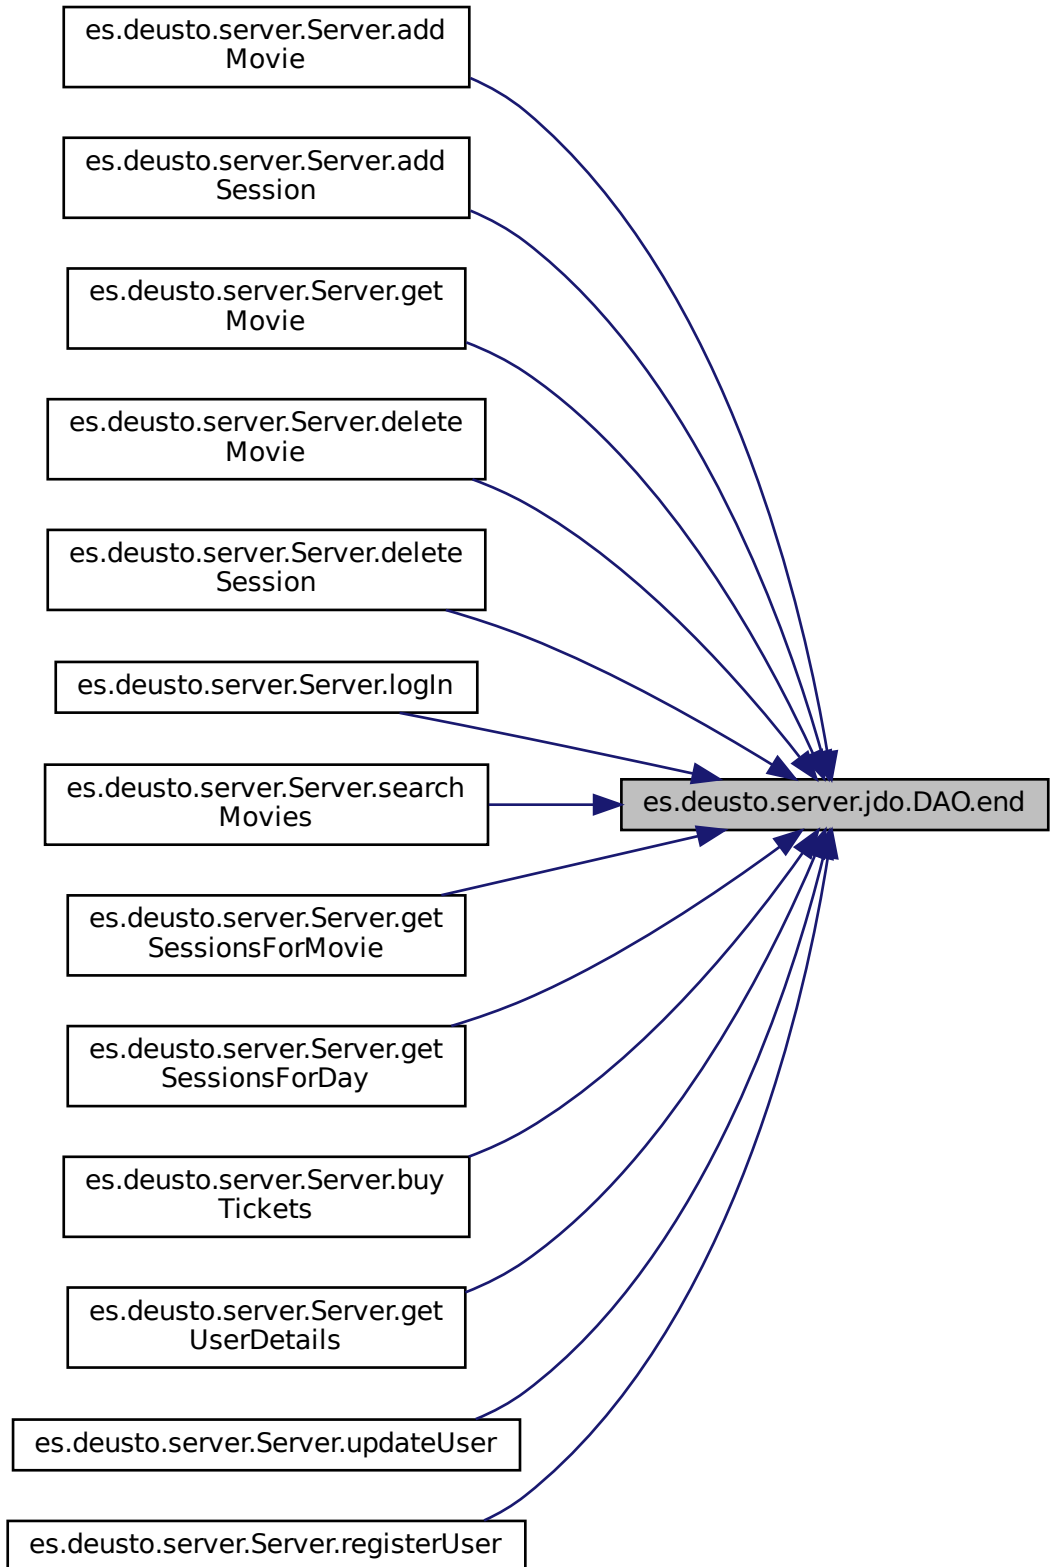 es.deusto.server.Server.add
Movie
es.deusto.server.Server.add
Session
es.deusto.server.Server.get
Movie
es.deusto.server.Server.delete
Movie
es.deusto.server.Server.delete
Session
es.deusto.server.Server.logIn
es.deusto.server.Server.search
Movies
es.deusto.server.jdo.DAO.end
es.deusto.server.Server.get
SessionsForMovie
es.deusto.server.Server.get
SessionsForDay
es.deusto.server.Server.buy
Tickets
es.deusto.server.Server.get
UserDetails
es.deusto.server.Server.updateUser
es.deusto.server.Server.registerUser